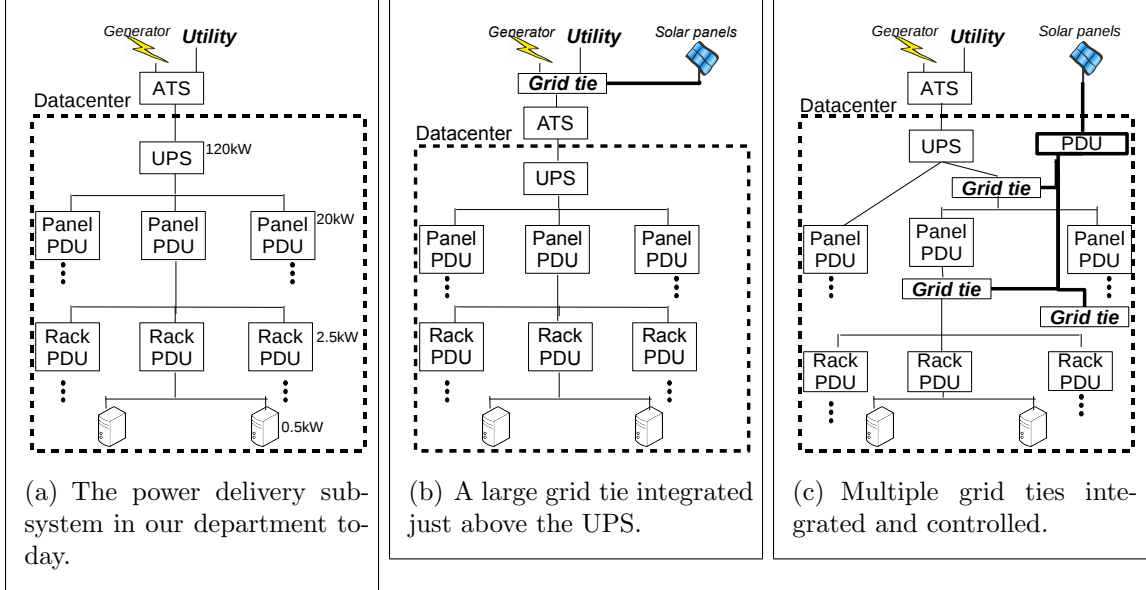 Generator
Utility
ATS
Datacenter
UPS
120kW
Panel
PDU
Panel
PDU
Panel
PDU
20kW
Rack
PDU
Rack
PDU
Rack
PDU
2.5kW
0.5kW
(a) The power delivery sub-
system in our department to-
day.
Generator
Utility
Solar panels
Grid tie
ATS
Datacenter
UPS
Panel
PDU
Panel
PDU
Panel
PDU
Rack
PDU
Rack
PDU
Rack
PDU
(b) A large grid tie integrated
just above the UPS.
Generator
Utility
Solar panels
ATS
Datacenter
UPS
PDU
Grid tie
Panel
PDU
Panel
PDU
Panel
PDU
Grid tie
Grid tie
Rack
PDU
Rack
PDU
Rack
PDU
(c) Multiple grid ties inte-
grated and controlled.